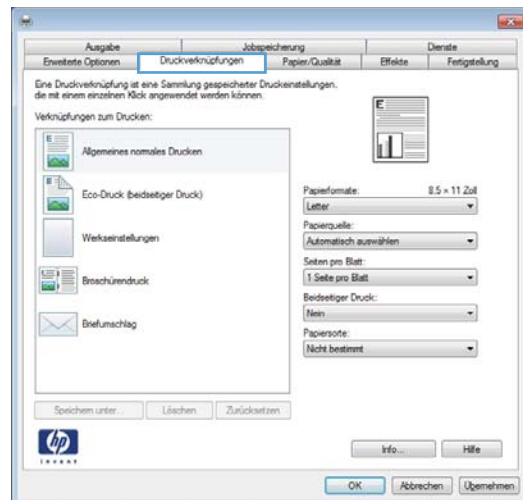 Ausgabe Jobspeicherung Dienste
Erweiterte Optionen Druckverknüpfungen Papier/Qualität Effekte Fertigstellung
Eine Druckverknüpfung ist eine Sammlung gespeicherter Druckeinstellungen,
die mit einem einzelnen Klick angewendet werden können.
Verknüpfungen zum Drucken:
Allgemeines normales Drucken
Eco-Druck (beidseitiger Druck)
Werkseinstellungen
Broschürendruck
Briefumschlag
E
Papierformate: 8.5 × 11 Zoll
Letter
Papierquelle:
Automatisch auswählen
Seiten pro Blatt:
1 Seite pro Blatt
Beidseitiger Druck:
Nein
Papiersorte:
Nicht bestimmt
Speichern unter... Löschen Zurücksetzen
hp
invent
Info... Hilfe
OK Abbrechen Übernehmen